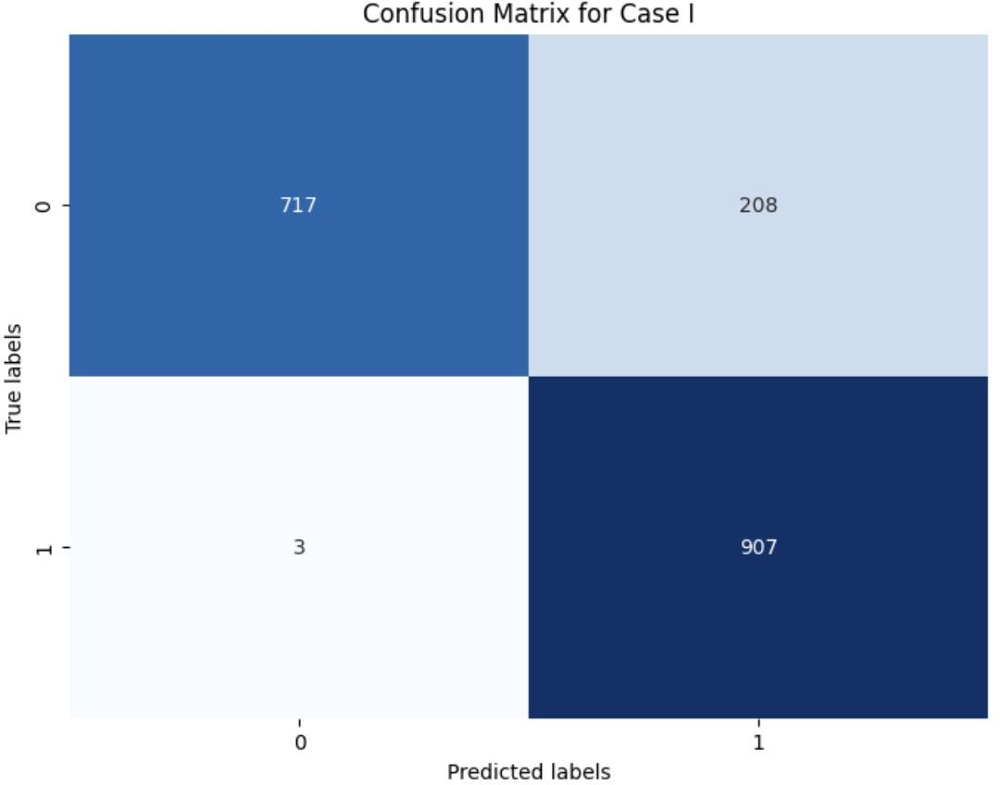 Confusion Matrix for Case I
717
208
0
True labels
3
907
1
0
1
Predicted labels